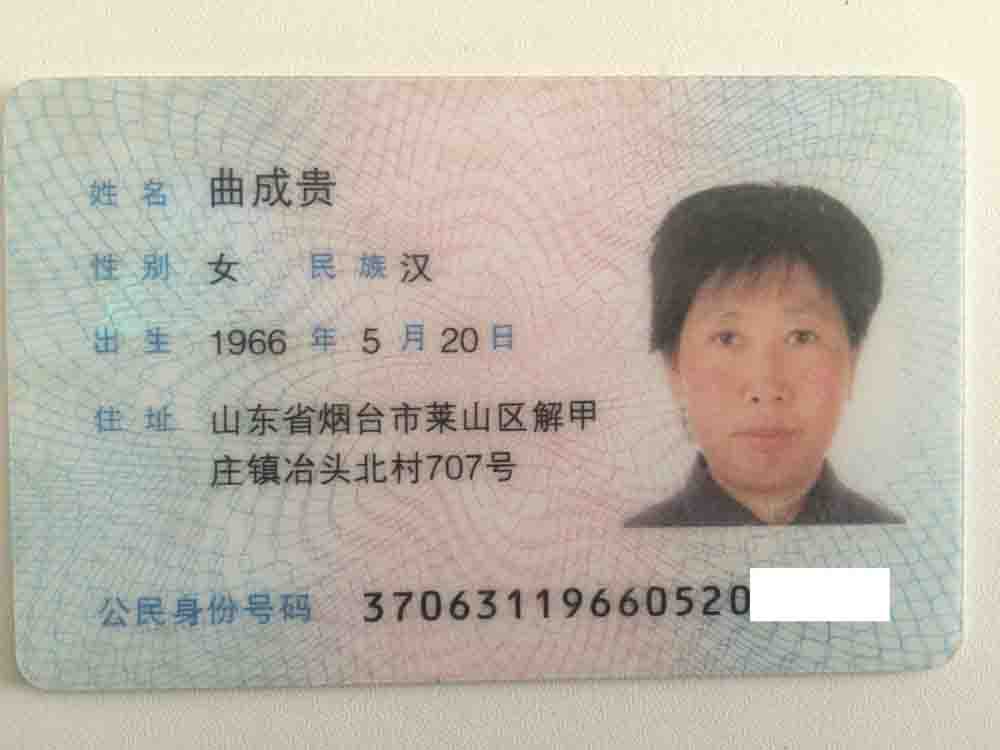 姓名 曲成贵
性别 女 民族 汉
出生 1966 年 5 月 20 日
住址 山东省烟台市莱山区解甲
庄镇冶头北村707号
公民身份号码 37063119660520